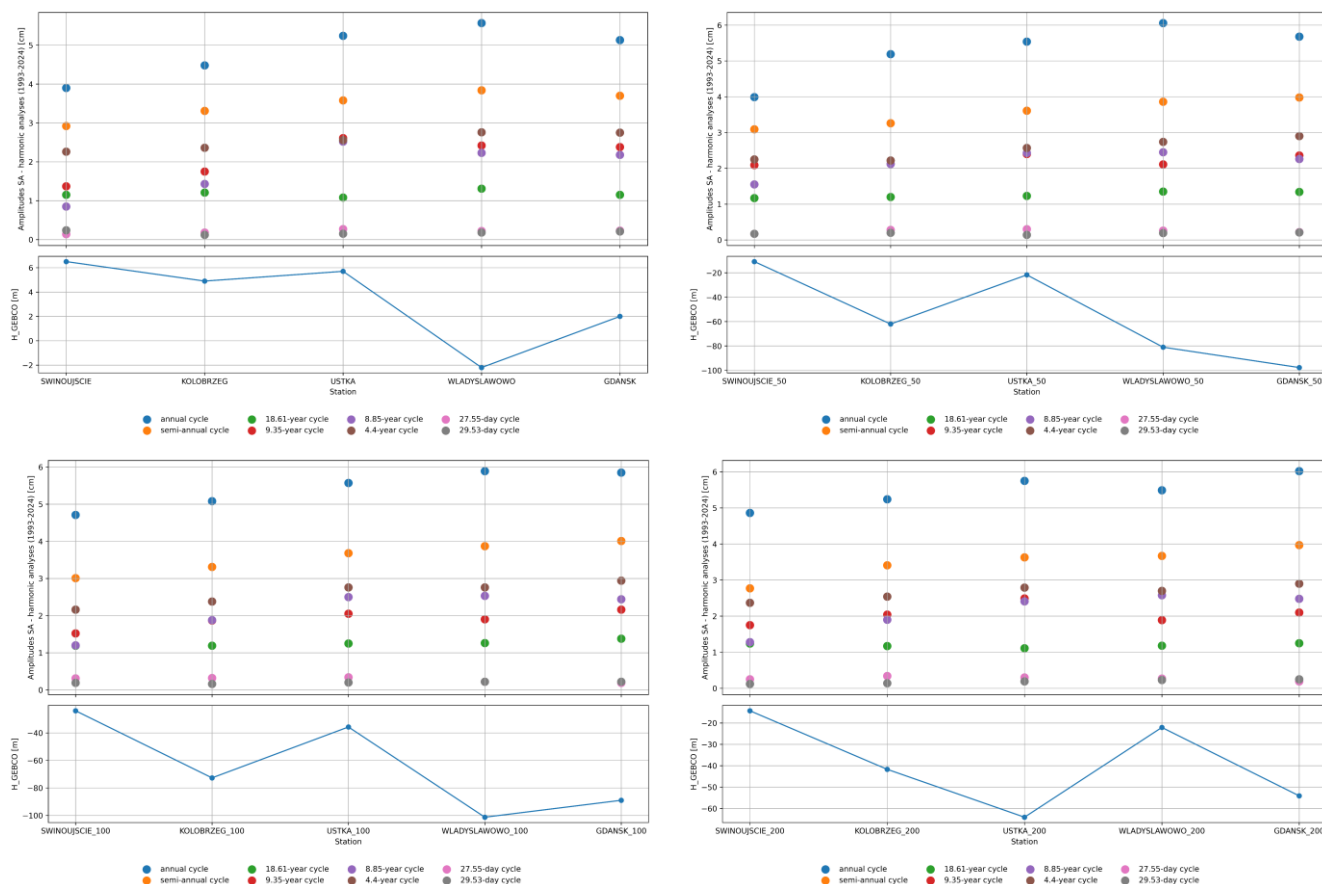 Amplitudes SA - harmonic analyses (1993-2024) [cm]
5
4
3
2
1
0
H_GEBCO [m]
6
4
2
0
−2
SWINOUJSCIE KOLOBRZEG USTKA WLADYSLAWOWO GDANSK
Station
annual cycle 18.61-year cycle 8.85-year cycle 27.55-day cycle
semi-annual cycle 9.35-year cycle 4.4-year cycle 29.53-day cycle
Amplitudes SA - harmonic analyses (1993-2024) [cm]
6
5
4
3
2
1
0
H_GEBCO [m]
−20
−40
−60
−80
−100
SWINOUJSCIE_50 KOLOBRZEG_50 USTKA_50 WLADYSLAWOWO_50 GDANSK_50
Station
annual cycle 18.61-year cycle 8.85-year cycle 27.55-day cycle
semi-annual cycle 9.35-year cycle 4.4-year cycle 29.53-day cycle
Amplitudes SA - harmonic analyses (1993-2024) [cm]
6
5
4
3
2
1
0
H_GEBCO [m]
−40
−60
−80
−100
SWINOUJSCIE_100 KOLOBRZEG_100 USTKA_100 WLADYSLAWOWO_100 GDANSK_100
Station
annual cycle 18.61-year cycle 8.85-year cycle 27.55-day cycle
semi-annual cycle 9.35-year cycle 4.4-year cycle 29.53-day cycle
Amplitudes SA - harmonic analyses (1993-2024) [cm]
6
5
4
3
2
1
0
H_GEBCO [m]
−20
−30
−40
−50
−60
SWINOUJSCIE_200 KOLOBRZEG_200 USTKA_200 WLADYSLAWOWO_200 GDANSK_200
Station
annual cycle 18.61-year cycle 8.85-year cycle 27.55-day cycle
semi-annual cycle 9.35-year cycle 4.4-year cycle 29.53-day cycle